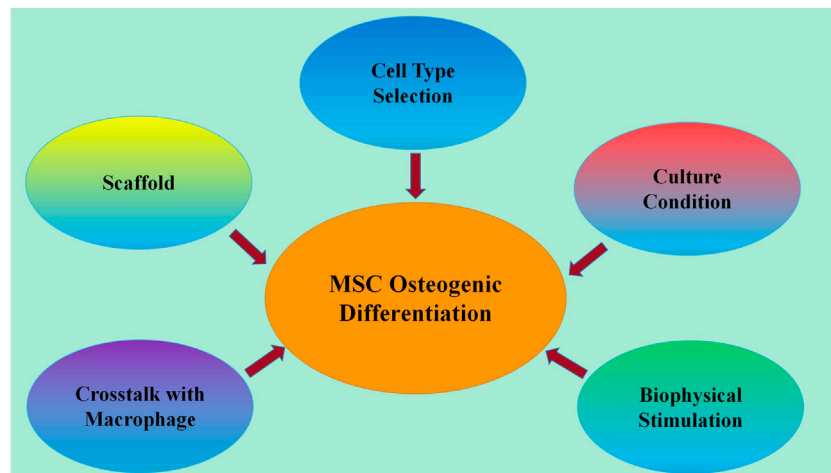 Cell Type
Selection
Scaffold
Culture
Condition
MSC Osteogenic
Differentiation
Crosstalk with
Macrophage
Biophysical
Stimulation